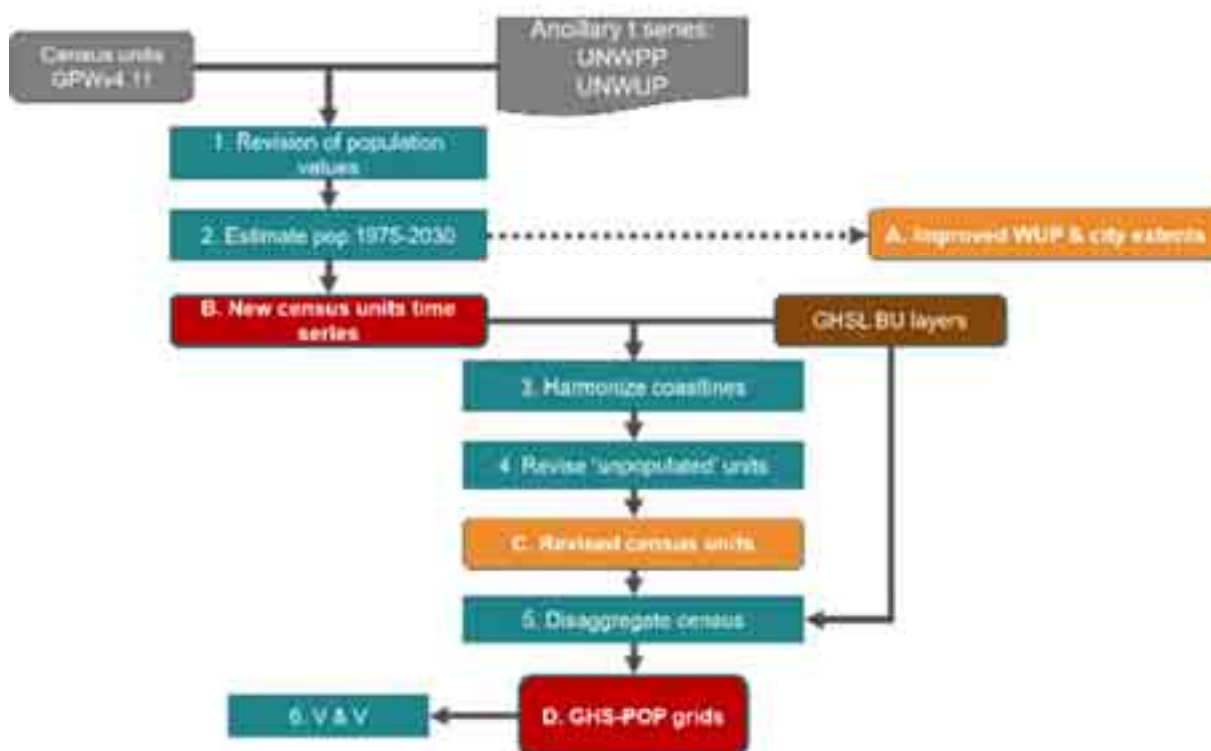 Census units
GPWv4.11
Ancillary t series:
UNWPP
UNWUP
1. Revision of population
values
2. Estimate pop 1975-2030
A. Improved WUP & city extents
B. New census units time
series
GHSL BU layers
3. Harmonize coastlines
4. Revise 'unpopulated' units
C. Revised census units
5. Disaggregate census
D. GHS-POP grids
6. V & V